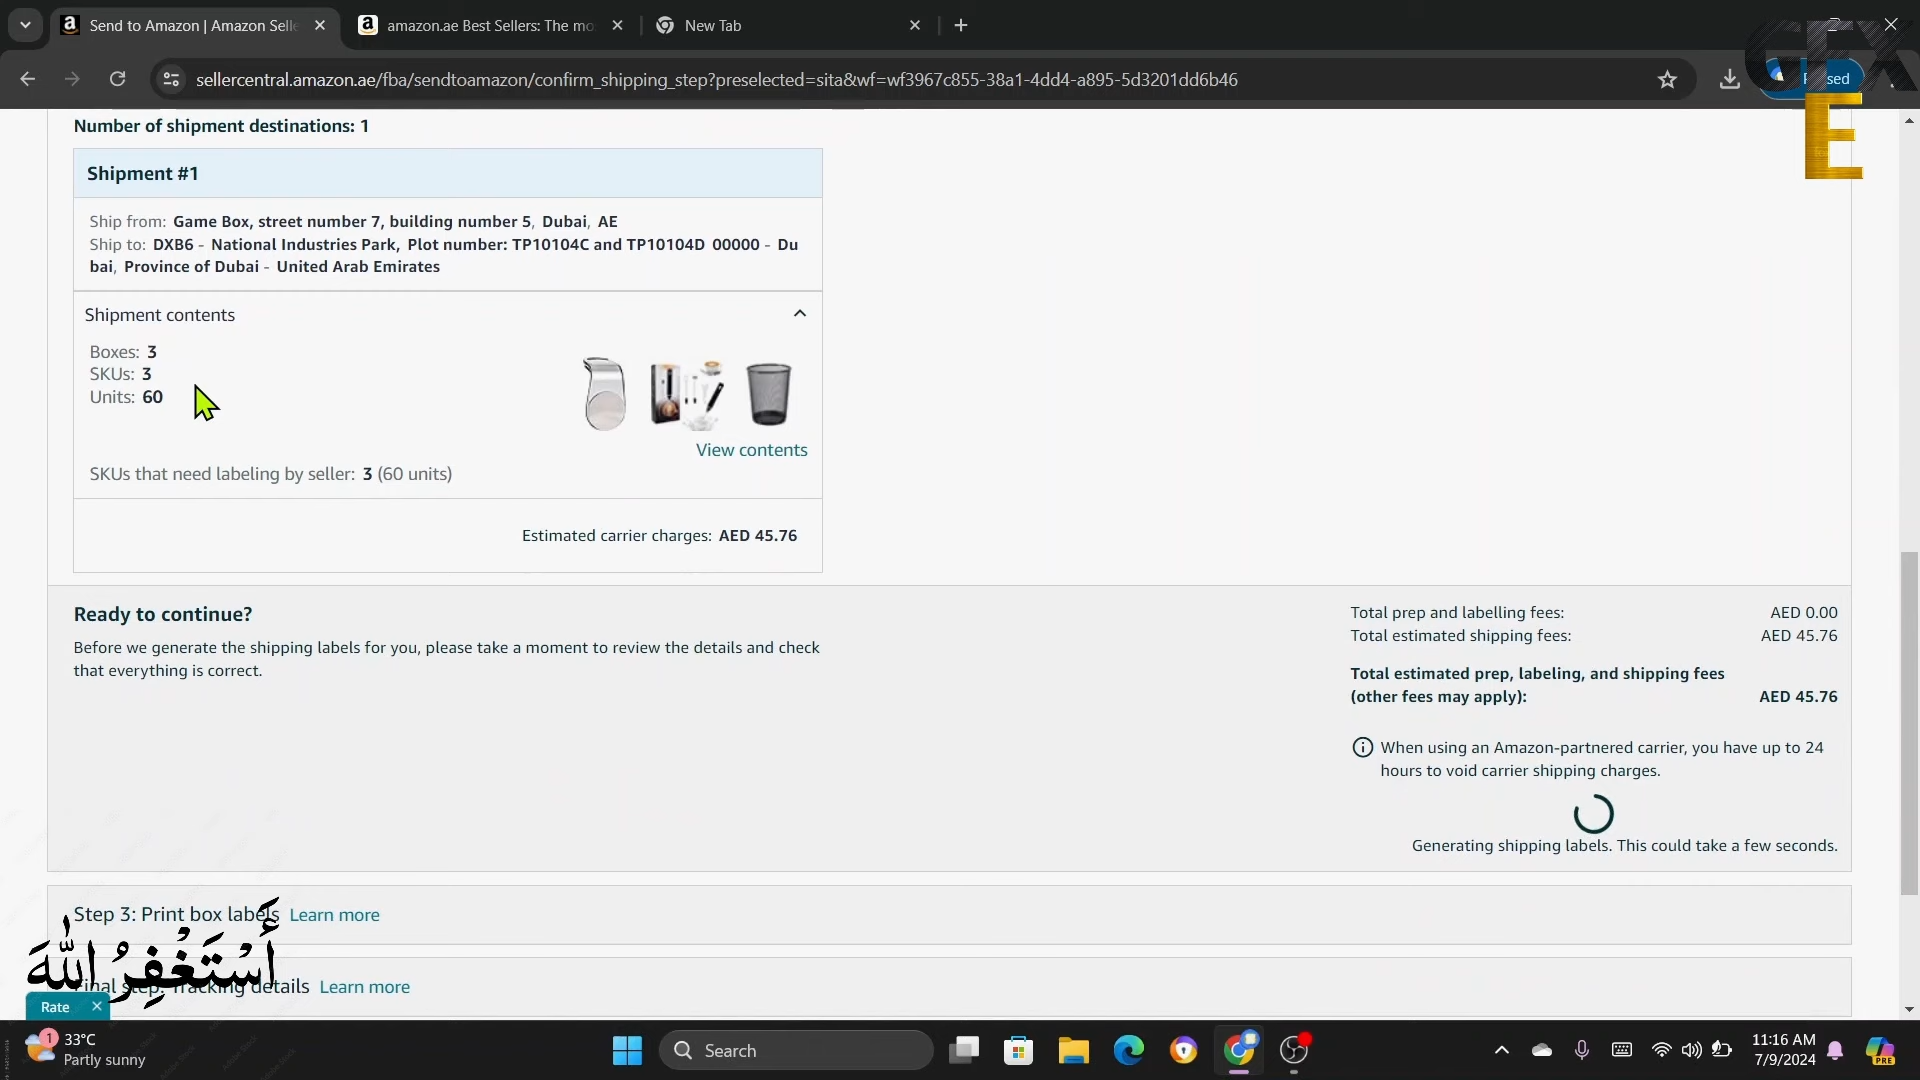 Send to Amazon | Amazon Selle
amazon.ae Best Sellers: The mo
New Tab
sellercentral.amazon.ae/fba/sendtoamazon/confirm_shipping_step?preselected=sita&wf=wf3967c855-38a1-4dd4-a895-5d3201dd6b46
GFX
E
Number of shipment destinations: 1
Shipment #1
Ship from: Game Box, street number 7, building number 5, Dubai, AE
Ship to: DXB6 - National Industries Park, Plot number: TP10104C and TP10104D 00000 - Du
bai, Province of Dubai - United Arab Emirates
Shipment contents
Boxes: 3
SKUs: 3
Units: 60
View contents
SKUs that need labeling by seller: 3 (60 units)
Estimated carrier charges: AED 45.76
Ready to continue?
Before we generate the shipping labels for you, please take a moment to review the details and check
that everything is correct.
Total prep and labelling fees: AED 0.00
Total estimated shipping fees: AED 45.76
Total estimated prep, labeling, and shipping fees
(other fees may apply): AED 45.76
When using an Amazon-partnered carrier, you have up to 24
hours to void carrier shipping charges.
Generating shipping labels. This could take a few seconds.
Step 3: Print box labels Learn more
أَسْتَغْفِرُ اللهَ
Final step: Tracking details Learn more
Rate
1
33°C
Partly sunny
Search
11:16 AM
7/9/2024
PRE